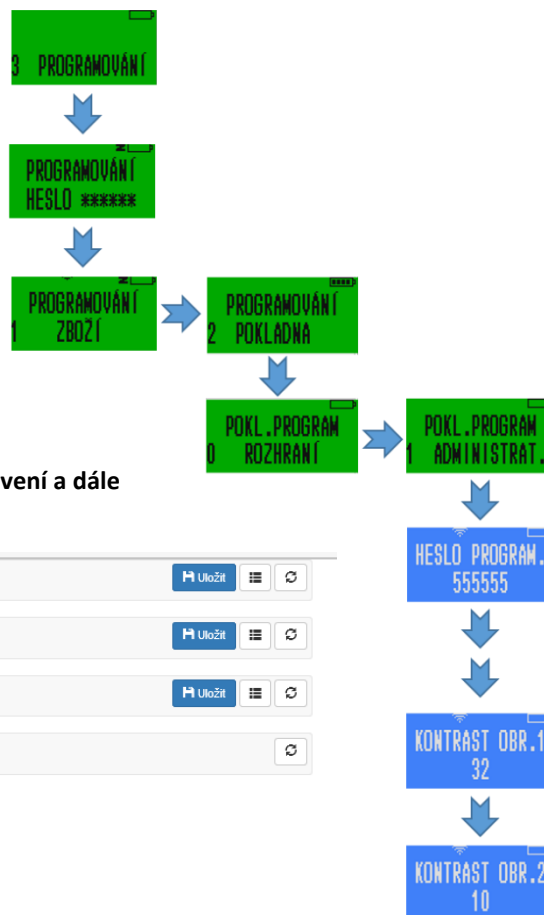 3 PROGRAMOVÁNÍ
PROGRAMOVÁNÍ
HESLO ******
PROGRAMOVÁNÍ
1 ZBOŽÍ
PROGRAMOVÁNÍ
2 POKLADNA
POKL.PROGRAM
0 ROZHRANÍ
POKL.PROGRAM
1 ADMINISTRAT.
vení a dále
HESLO PROGRAM.
555555
Uložit
Uložit
Uložit
KONTRAST OBR.1
32
KONTRAST OBR.2
10